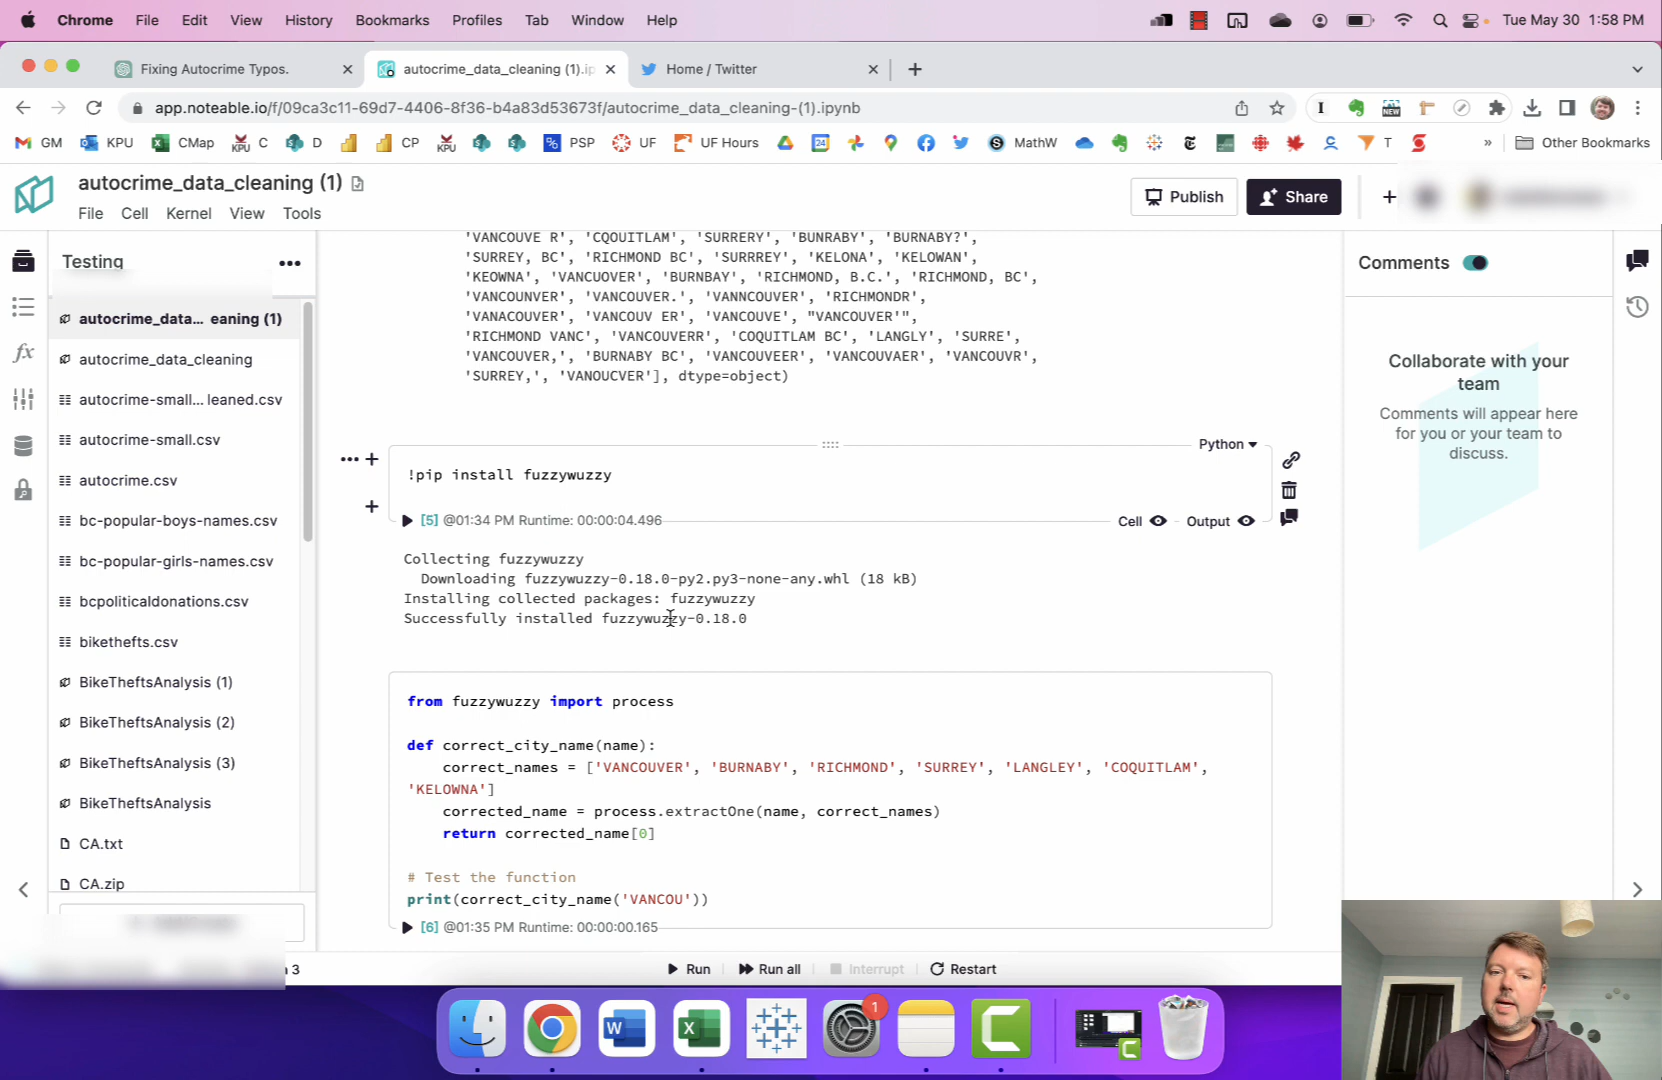 Chrome File Edit View History Bookmarks Profiles Tab Window Help Tue May 30 1:58 PM
Fixing Autocrime Typos. autocrime_data_cleaning (1).ip Home / Twitter
app.noteable.io/f/09ca3c11-69d7-4406-8f36-b4a83d53673f/autocrime_data_cleaning-(1).ipynb
GM KPU CMap C D CP PSP UF UF Hours MathW T » Other Bookmarks
autocrime_data_cleaning (1)
Publish Share
File Cell Kernel View Tools
Testing
autocrime_data... eaning (1)
autocrime_data_cleaning
autocrime-small... leaned.csv
autocrime-small.csv
autocrime.csv
bc-popular-boys-names.csv
bc-popular-girls-names.csv
bcpoliticaldonations.csv
bikethefts.csv
BikeTheftsAnalysis (1)
BikeTheftsAnalysis (2)
BikeTheftsAnalysis (3)
BikeTheftsAnalysis
CA.txt
CA.zip
3
'VANCOUVE R', 'CQOUITLAM', 'SURRERY', 'BUNRABY', 'BURNABY?',
'SURREY, BC', 'RICHMOND BC', 'SURRREY', 'KELONA', 'KELOWAN',
'KEOWNA', 'VANCUOVER', 'BURNBAY', 'RICHMOND, B.C.', 'RICHMOND, BC',
'VANCOUNVER', 'VANCOUVER.', 'VANNCOUVER', 'RICHMONDR',
'VANACOUVER', 'VANCOUV ER', 'VANCOUVE', "VANCOUVER'",
'RICHMOND VANC', 'VANCOUVERR', 'COQUITLAM BC', 'LANGLY', 'SURRE',
'VANCOUVER,', 'BURNABY BC', 'VANCOUVEER', 'VANCOUVAER', 'VANCOUVR',
'SURREY,', 'VANOUCVER'], dtype=object)
Python
!pip install fuzzywuzzy
[5] @01:34 PM Runtime: 00:00:04.496
Cell Output
Collecting fuzzywuzzy
Downloading fuzzywuzzy-0.18.0-py2.py3-none-any.whl (18 kB)
Installing collected packages: fuzzywuzzy
Successfully installed fuzzywuzzy-0.18.0
from fuzzywuzzy import process
def correct_city_name(name):
correct_names = ['VANCOUVER', 'BURNABY', 'RICHMOND', 'SURREY', 'LANGLEY', 'COQUITLAM',
'KELOWNA']
corrected_name = process.extractOne(name, correct_names)
return corrected_name[0]
# Test the function
print(correct_city_name('VANCOU'))
[6] @01:35 PM Runtime: 00:00:00.165
Run Run all Interrupt Restart
Comments
Collaborate with your
team
Comments will appear here
for you or your team to
discuss.
1